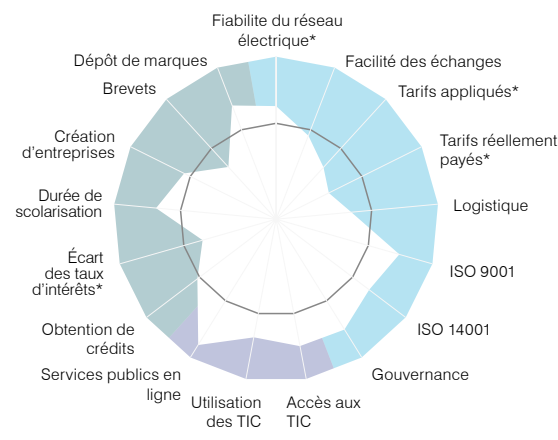 Fiabilite du réseau
électrique*
Facilité des échanges
Tarifs appliqués*
Tarifs réellement
payés*
Logistique
ISO 9001
ISO 14001
Gouvernance
Accès aux
TIC
Utilisation
des TIC
Services publics en
ligne
Obtention de
crédits
Écart
des taux
d'intérêts*
Durée de
scolarisation
Création
d'entreprises
Brevets
Dépôt de marques